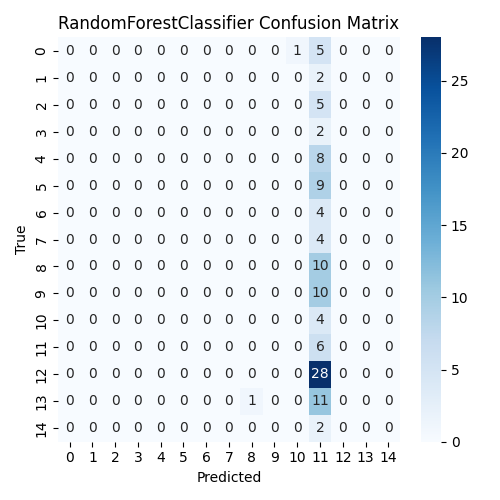 RandomForestClassifier Confusion Matrix
0 0 0 0 0 0 0 0 0 0 0 1 5 0 0 0
1 0 0 0 0 0 0 0 0 0 0 0 2 0 0 0
2 0 0 0 0 0 0 0 0 0 0 0 5 0 0 0
3 0 0 0 0 0 0 0 0 0 0 0 2 0 0 0
4 0 0 0 0 0 0 0 0 0 0 0 8 0 0 0
5 0 0 0 0 0 0 0 0 0 0 0 9 0 0 0
6 0 0 0 0 0 0 0 0 0 0 0 4 0 0 0
7 0 0 0 0 0 0 0 0 0 0 0 4 0 0 0
8 0 0 0 0 0 0 0 0 0 0 0 10 0 0 0
9 0 0 0 0 0 0 0 0 0 0 0 10 0 0 0
10 0 0 0 0 0 0 0 0 0 0 0 4 0 0 0
11 0 0 0 0 0 0 0 0 0 0 0 6 0 0 0
12 0 0 0 0 0 0 0 0 0 0 0 28 0 0 0
13 0 0 0 0 0 0 0 0 1 0 0 11 0 0 0
14 0 0 0 0 0 0 0 0 0 0 0 2 0 0 0
0 1 2 3 4 5 6 7 8 9 10 11 12 13 14
Predicted
True
25
20
15
10
5
0